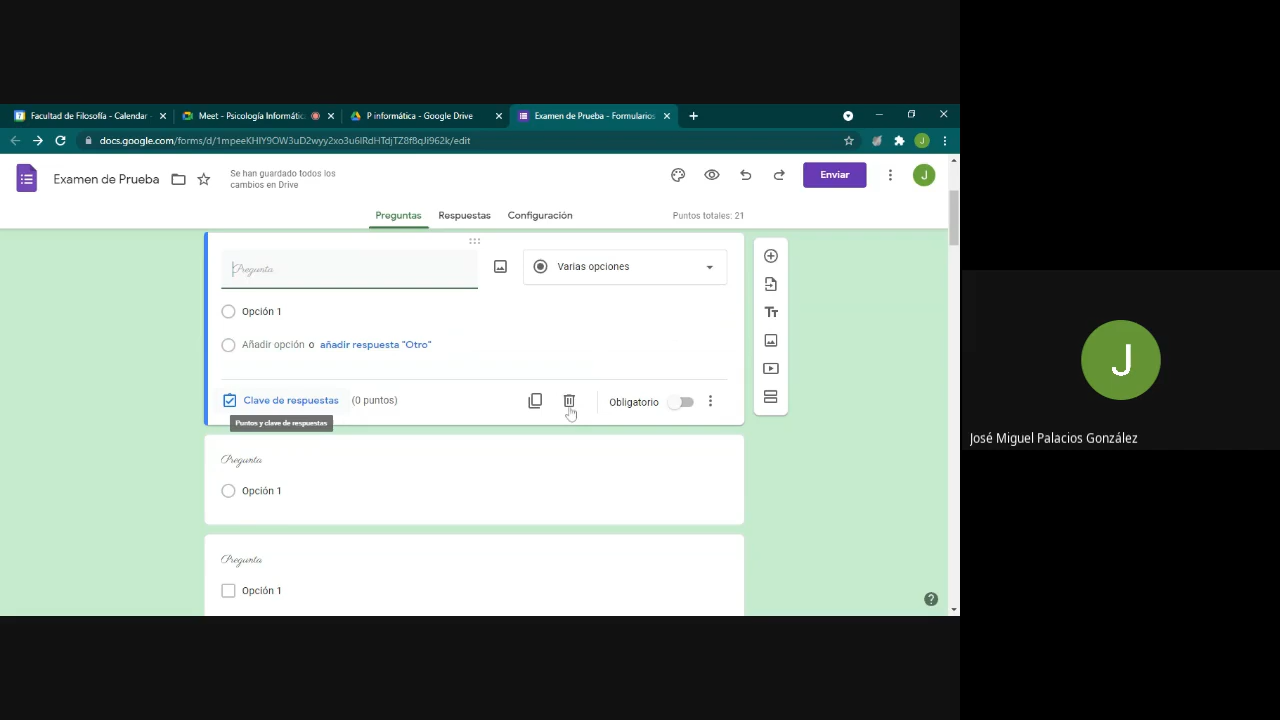 Facultad de Filosofía - Calendar
Meet - Psicología Informátic
P informática - Google Drive
Examen de Prueba - Formularios
docs.google.com/forms/d/1mpeeKHIY9OW3uD2wyy2xo3u6lRdHTdjTZ8f8qJi962k/edit
J
Examen de Prueba
Se han guardado todos los
cambios en Drive
Enviar
J
Preguntas
Respuestas
Configuración
Puntos totales: 21
Pregunta
Varias opciones
Opción 1
Añadir opción o añadir respuesta "Otro"
Clave de respuestas (0 puntos)
Obligatorio
Puntos y clave de respuestas
Pregunta
Opción 1
Pregunta
Opción 1
J
José Miguel Palacios González